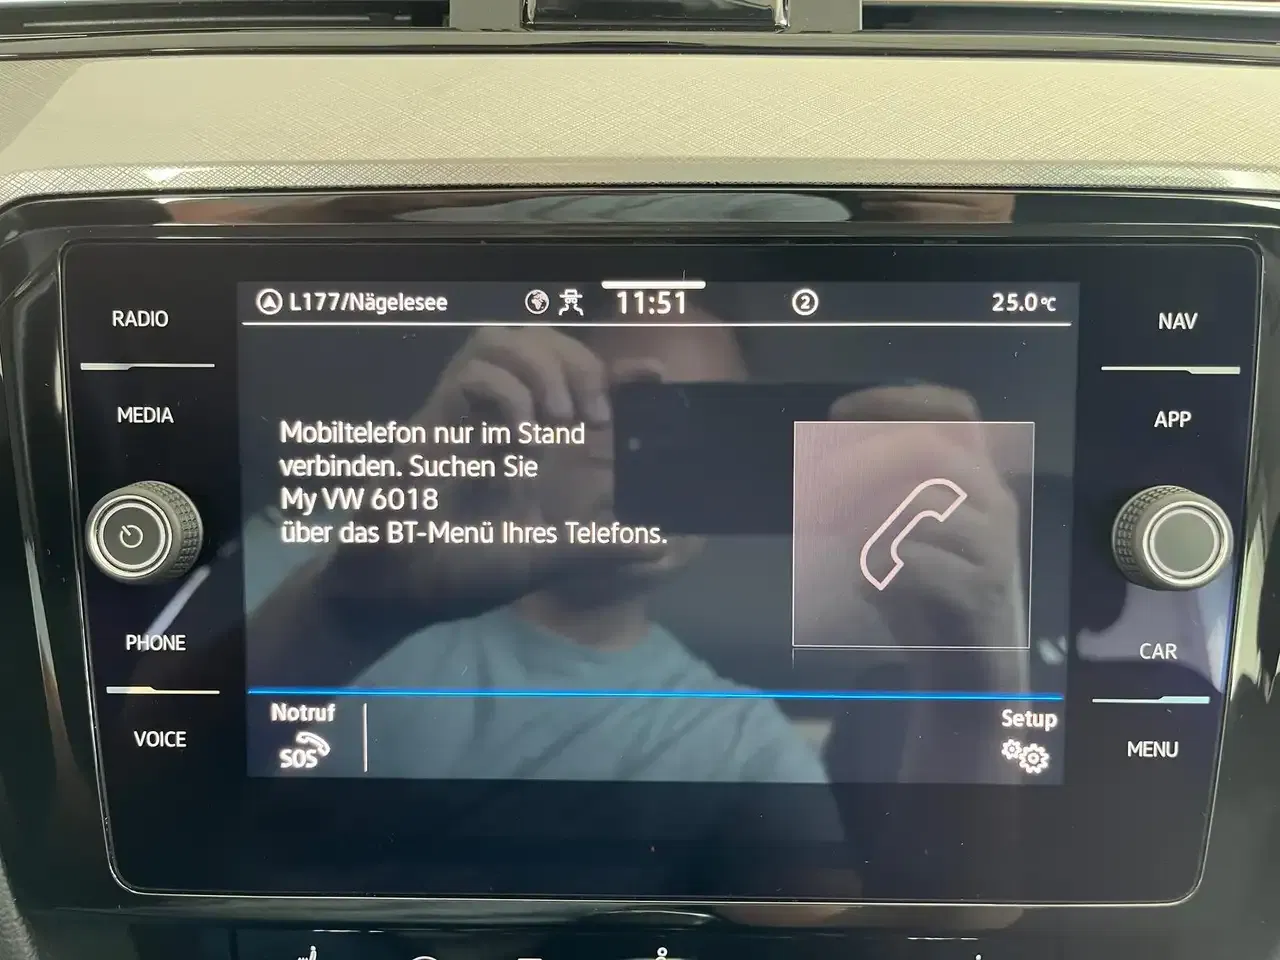 RADIO
MEDIA
PHONE
VOICE
L177/Nägelesee
11:51
2
25.0°C
Mobiltelefon nur im Stand
verbinden. Suchen Sie
My VW 6018
über das BT-Menü Ihres Telefons.
Notruf
SOS
Setup
NAV
APP
CAR
MENU